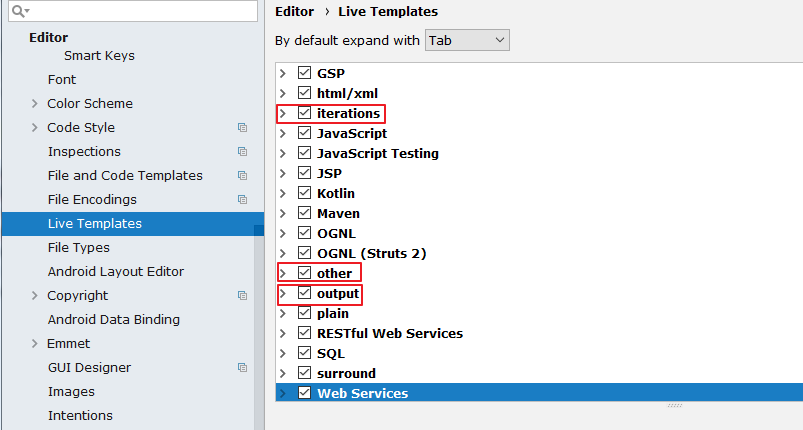 Editor
Smart Keys
Font
Color Scheme
Code Style
Inspections
File and Code Templates
File Encodings
Live Templates
File Types
Android Layout Editor
Copyright
Android Data Binding
Emmet
GUI Designer
Images
Intentions
Editor › Live Templates
By default expand with Tab
GSP
html/xml
iterations
JavaScript
JavaScript Testing
JSP
Kotlin
Maven
OGNL
OGNL (Struts 2)
other
output
plain
RESTful Web Services
SQL
surround
Web Services